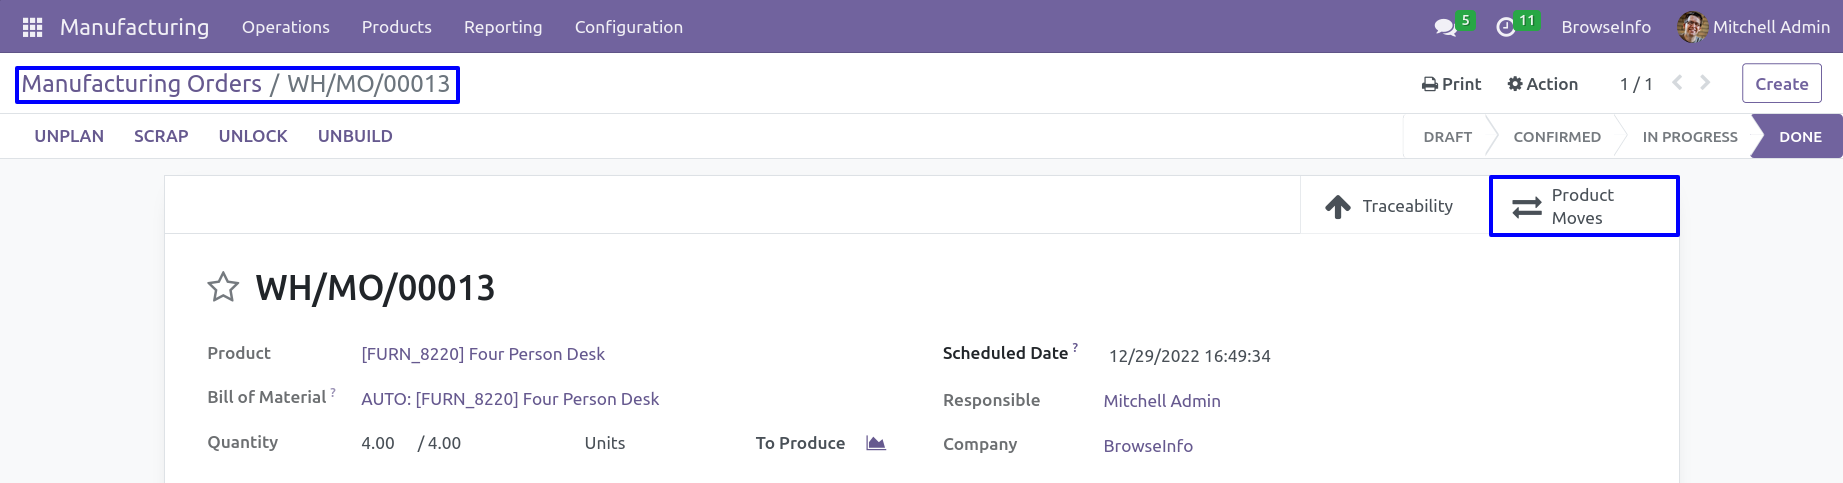 Manufacturing Operations Products Reporting Configuration 5 11 BrowseInfo Mitchell Admin
Manufacturing Orders / WH/MO/00013 Print Action 1 / 1 Create
UNPLAN SCRAP UNLOCK UNBUILD DRAFT CONFIRMED IN PROGRESS DONE
Traceability Product
Moves
WH/MO/00013
Product [FURN_8220] Four Person Desk Scheduled Date ? 12/29/2022 16:49:34
Bill of Material ? AUTO: [FURN_8220] Four Person Desk Responsible Mitchell Admin
Quantity 4.00 / 4.00 Units To Produce Company BrowseInfo